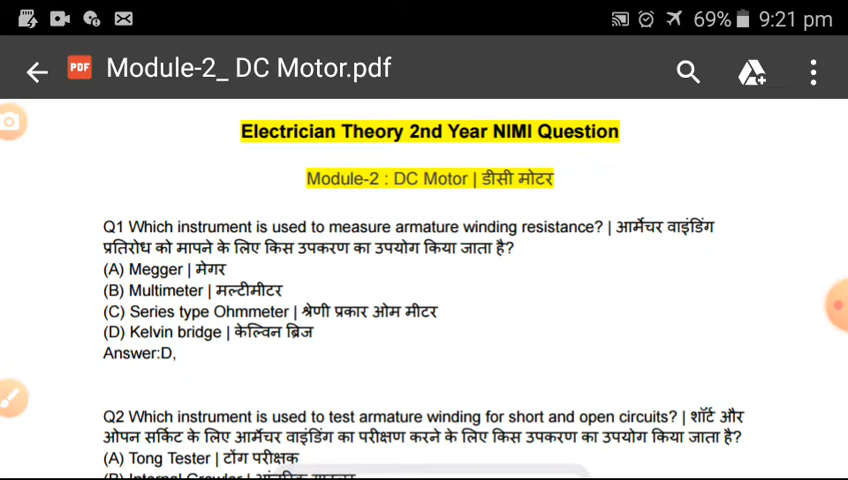 69% 9:21 pm
PDF Module-2_ DC Motor.pdf
Electrician Theory 2nd Year NIMI Question
Module-2 : DC Motor | डीसी मोटर
Q1 Which instrument is used to measure armature winding resistance? | आर्मेचर वाइंडिंग
प्रतिरोध को मापने के लिए किस उपकरण का उपयोग किया जाता है?
(A) Megger | मेगर
(B) Multimeter | मल्टीमीटर
(C) Series type Ohmmeter | श्रेणी प्रकार ओम मीटर
(D) Kelvin bridge | केल्विन ब्रिज
Answer:D,
Q2 Which instrument is used to test armature winding for short and open circuits? | शॉर्ट और
ओपन सर्किट के लिए आर्मेचर वाइंडिंग का परीक्षण करने के लिए किस उपकरण का उपयोग किया जाता है?
(A) Tong Tester | टोंग परीक्षक
(B) Internal Growler |